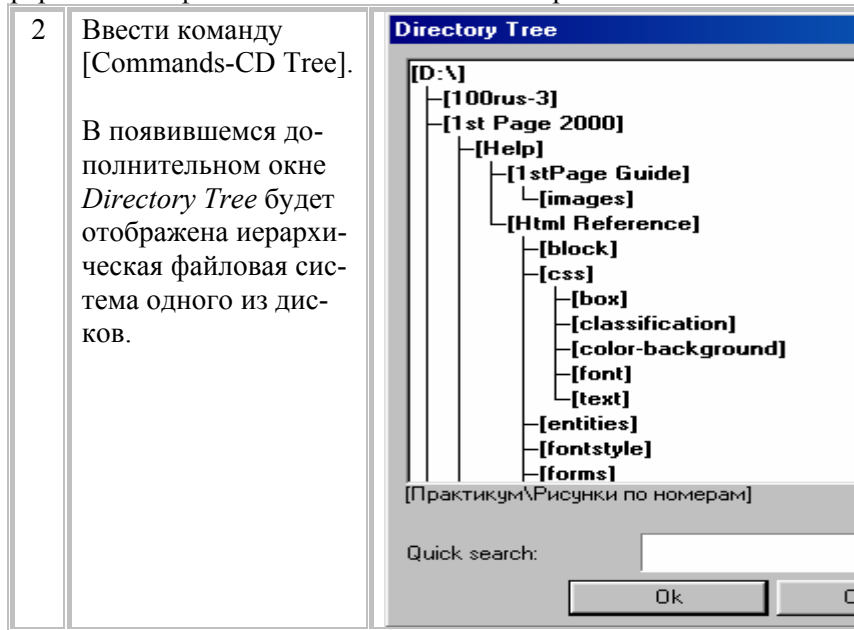 2
Ввести команду
[Commands-CD Tree].
В появившемся до-
полнительном окне
Directory Tree будет
отображена иерархи-
ческая файловая сис-
тема одного из дис-
ков.
Directory Tree
[D:\]
[100rus-3]
[1st Page 2000]
[Help]
[1stPage Guide]
[images]
[Html Reference]
[block]
[css]
[box]
[classification]
[color-background]
[font]
[text]
[entities]
[fontstyle]
[forms]
[Практикум\Рисунки по номерам]
Quick search:
Ok